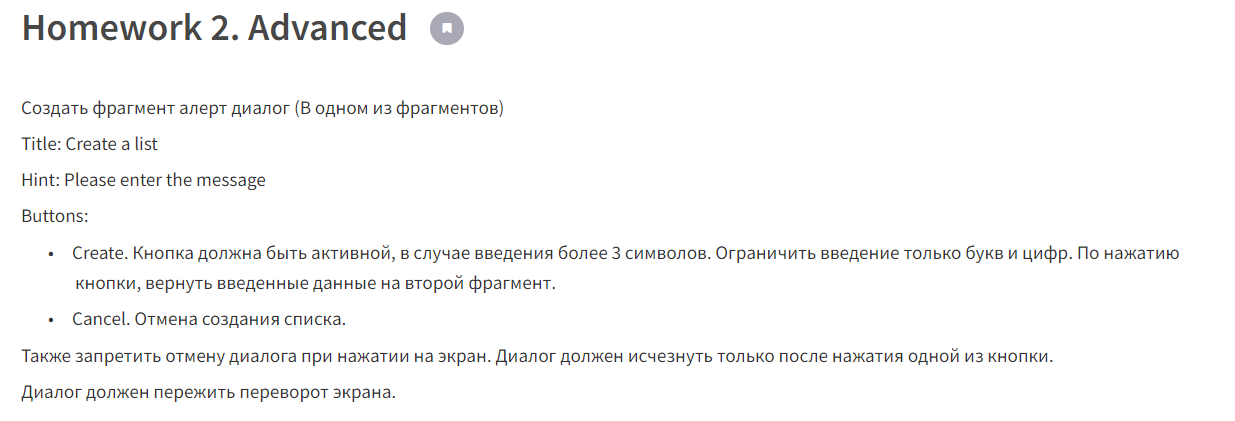 Homework 2. Advanced
Создать фрагмент алерт диалог (В одном из фрагментов)
Title: Create a list
Hint: Please enter the message
Buttons:
• Create. Кнопка должна быть активной, в случае введения более 3 символов. Ограничить введение только букв и цифр. По нажатию
кнопки, вернуть введенные данные на второй фрагмент.
• Cancel. Отмена создания списка.
Также запретить отмену диалога при нажатии на экран. Диалог должен исчезнуть только после нажатия одной из кнопки.
Диалог должен пережить переворот экрана.